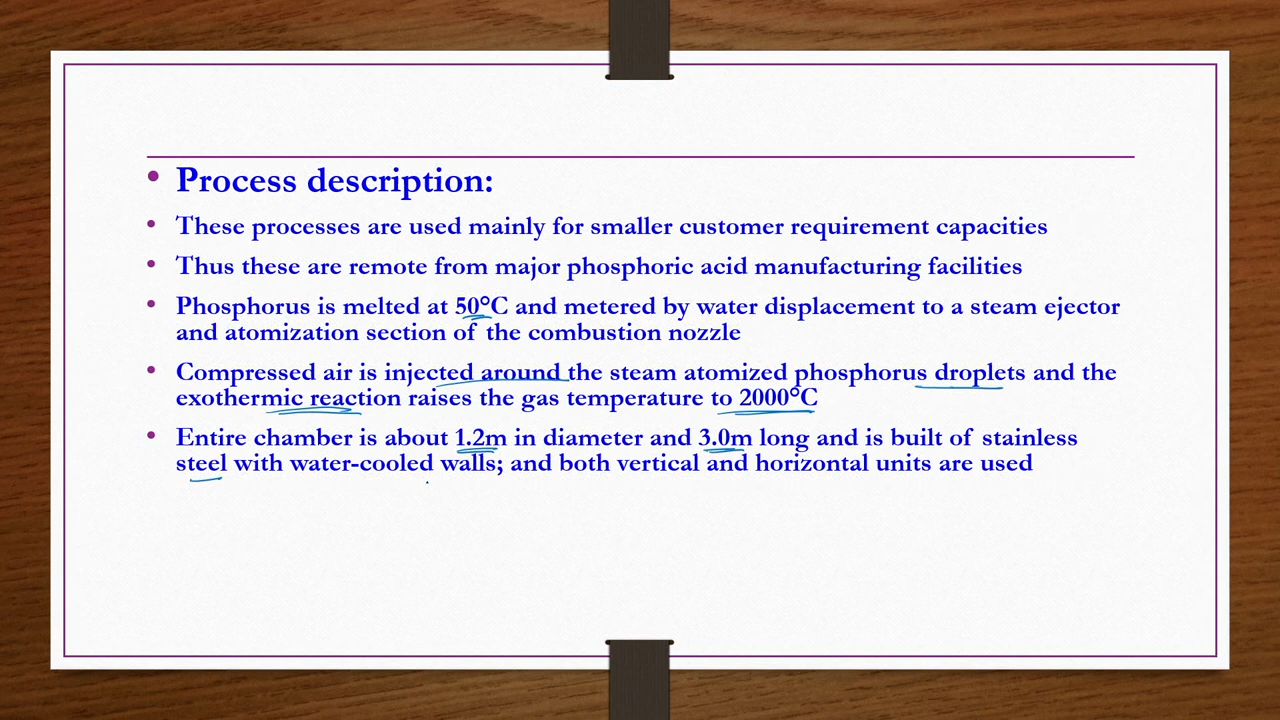 • Process description:
• These processes are used mainly for smaller customer requirement capacities
• Thus these are remote from major phosphoric acid manufacturing facilities
• Phosphorus is melted at 50°C and metered by water displacement to a steam ejector
and atomization section of the combustion nozzle
• Compressed air is injected around the steam atomized phosphorus droplets and the
exothermic reaction raises the gas temperature to 2000°C
• Entire chamber is about 1.2m in diameter and 3.0m long and is built of stainless
steel with water-cooled walls; and both vertical and horizontal units are used